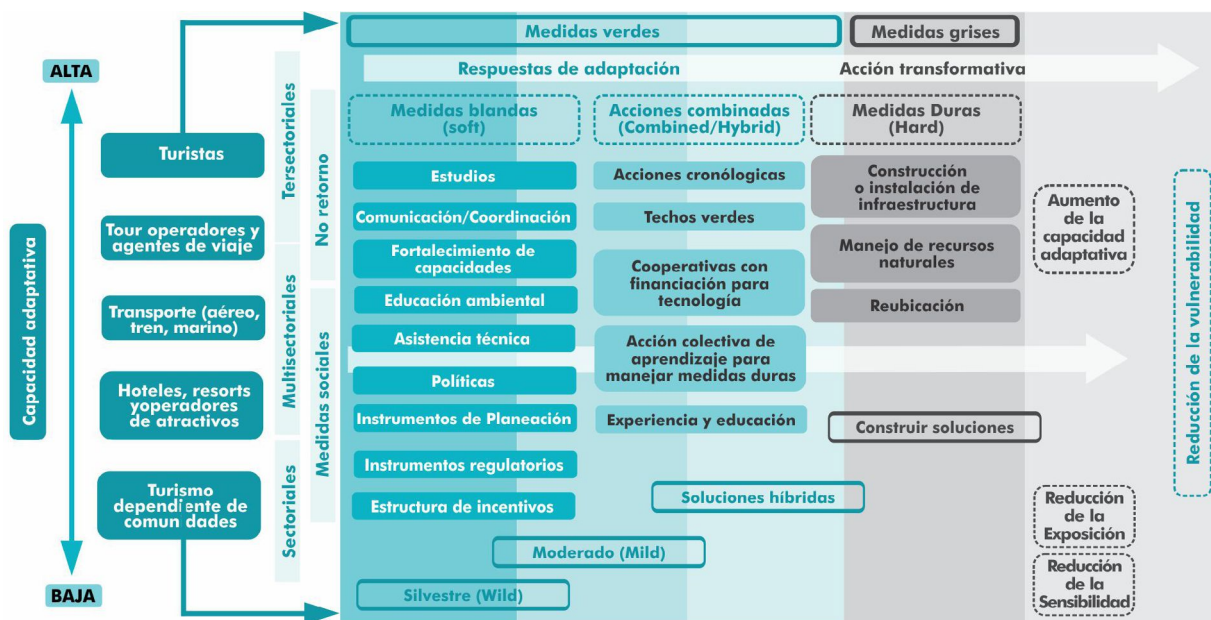 Medidas verdes
Medidas grises
ALTA
Respuestas de adaptación
Acción transformativa
Capacidad adaptativa
BAJA
Turistas
Tour operadores y
agentes de viaje
Transporte (aéreo,
tren, marino)
Hoteles, resorts
yoperadores
de atractivos
Turismo
dependiente de
comun dades
Tersectoriales
Multisectoriales
Sectoriales
No retorno
Medidas sociales
Medidas blandas
(soft)
Estudios
Comunicación/Coordinación
Fortalecimiento de
capacidades
Educación ambiental
Asistencia técnica
Políticas
Instrumentos de Planeación
Instrumentos regulatorios
Estructura de incentivos
Acciones combinadas
(Combined/Hybrid)
Acciones cronólogicas
Techos verdes
Cooperativas con
financiación para
tecnología
Acción colectiva de
aprendizaje para
manejar medidas duras
Experiencia y educación
Medidas Duras
(Hard)
Construcción
o instalación de
infraestructura
Manejo de recursos
naturales
Reubicación
Construir soluciones
Soluciones híbridas
Moderado (Mild)
Silvestre (Wild)
Aumento
de la
capacidad
adaptativa
Reducción
de la
Exposición
Reducción
de la
Sensibilidad
Reducción de la vulnerabilidad